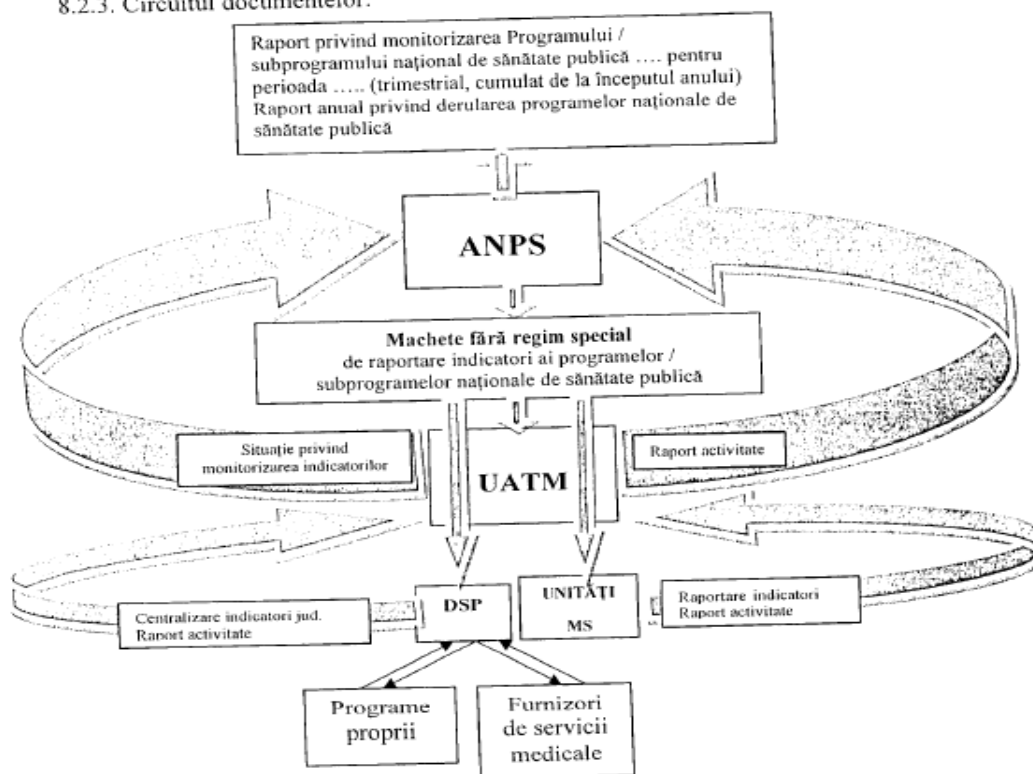 8.2.3. Circuitul documentelor:
Raport privind monitorizarea Programului /
subprogramului național de sănătate publică .... pentru
perioada ..... (trimestrial, cumulat de la începutul anului)
Raport anual privind derularea programelor naționale de
sănătate publică
ANPS
Machete fără regim special
de raportare indicatori ai programelor /
subprogramelor naționale de sănătate publică
Situație privind
monitorizarea indicatorilor
UATM
Raport activitate
Centralizare indicatori jud.
Raport activitate
DSP
UNITĂȚI
MS
Raportare indicatori
Raport activitate
Programe
proprii
Furnizori
de servicii
medicale